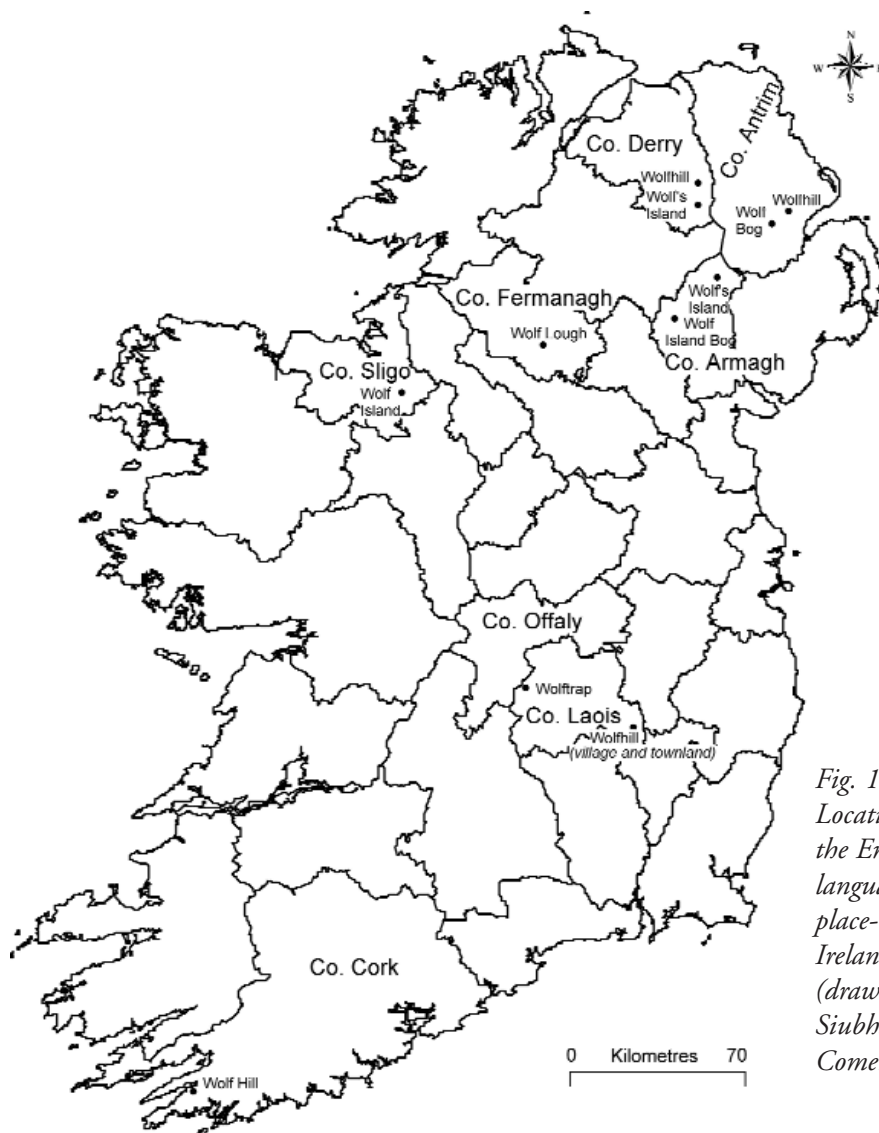 N
W
S
Co. Antrim
Co. Derry
Wolfhill
Wolf's
Island
Wolfhill
Wolf
Bog
Wolf's
Island
Wolf
Island Bog
Co. Armagh
Co. Fermanagh
Wolf Lough
Co. Sligo
Wolf
Island
Co. Offaly
Wolftrap
Co. Laois
Wolfhill
(village and townland)
Co. Cork
Wolf Hill
0 Kilometres 70
Fig. 1
Locati
the En
langu
place-
Irelan
(draw
Siubh
Come